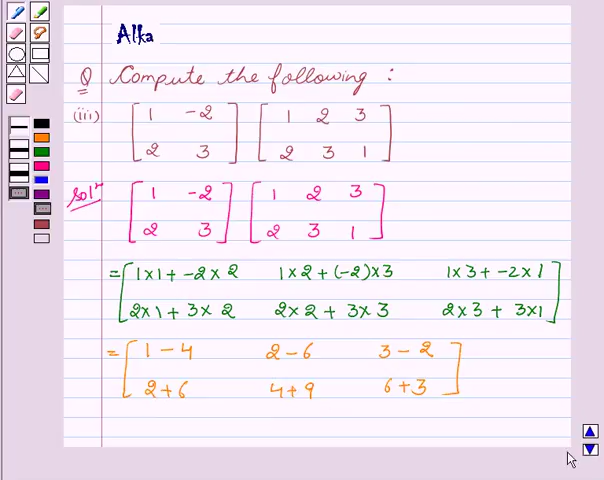 Alka
Q Compute the following :
(iii) [ 1 -2 ] [ 1 2 3 ]
[ 2 3 ] [ 2 3 1 ]
Solⁿ [ 1 -2 ] [ 1 2 3 ]
[ 2 3 ] [ 2 3 1 ]
= [ 1×1 + -2×2 1×2 + (-2)×3 1×3 + -2×1 ]
[ 2×1 + 3×2 2×2 + 3×3 2×3 + 3×1 ]
= [ 1-4 2-6 3-2 ]
[ 2+6 4+9 6+3 ]